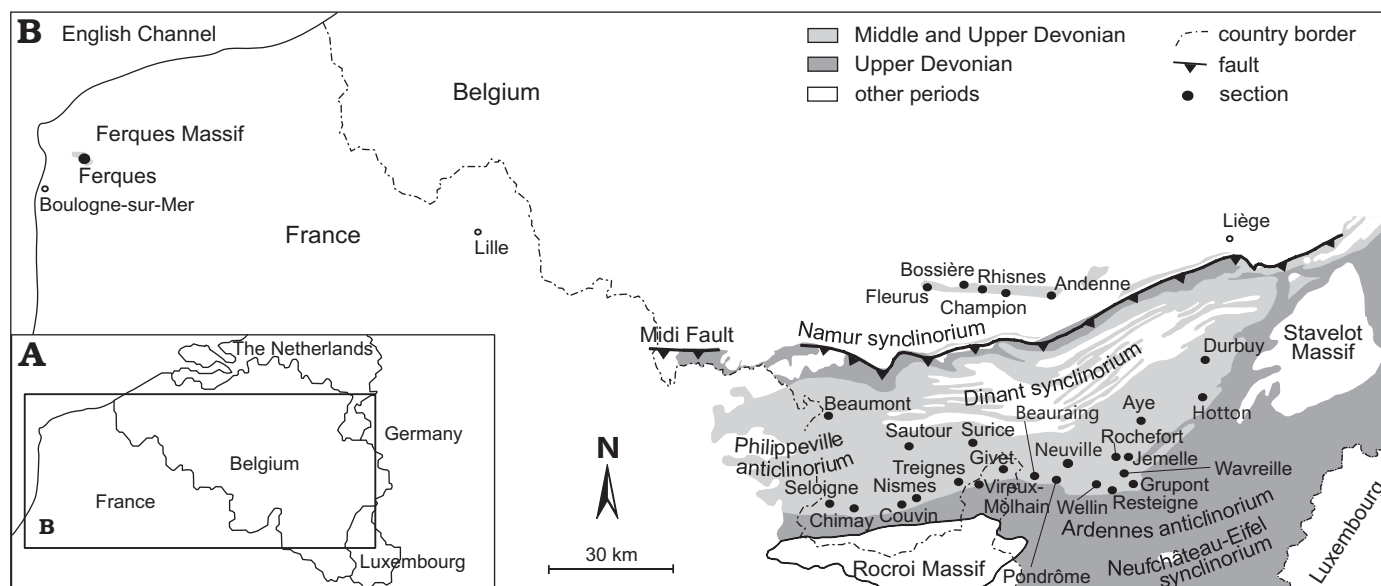 B
English Channel
Belgium
Ferques Massif
Ferques
Boulogne-sur-Mer
France
Lille
Middle and Upper Devonian
Upper Devonian
other periods
country border
fault
section
Liège
Bossière
Rhisnes
Andenne
Fleurus
Champion
Midi Fault
Namur synclinorium
Stavelot
Massif
Durbuy
Dinant synclinorium
Beauraing
Aye
Hotton
Beaumont
Sautour
Surice
Neuville
Rochefort
Philippeville
anticlinorium
Treignes
Givet
Jemelle
Wavreille
Seloigne
Nismes
Viroux-
Molhain
Wellin
Grupont
Resteigne
Chimay
Couvin
Ardennes anticlinorium
Neufchâteau-Eifel
synclinorium
Luxembourg
Rocroi Massif
Pondrôme
N
30 km
A
The Netherlands
Germany
Belgium
France
B
Luxembourg